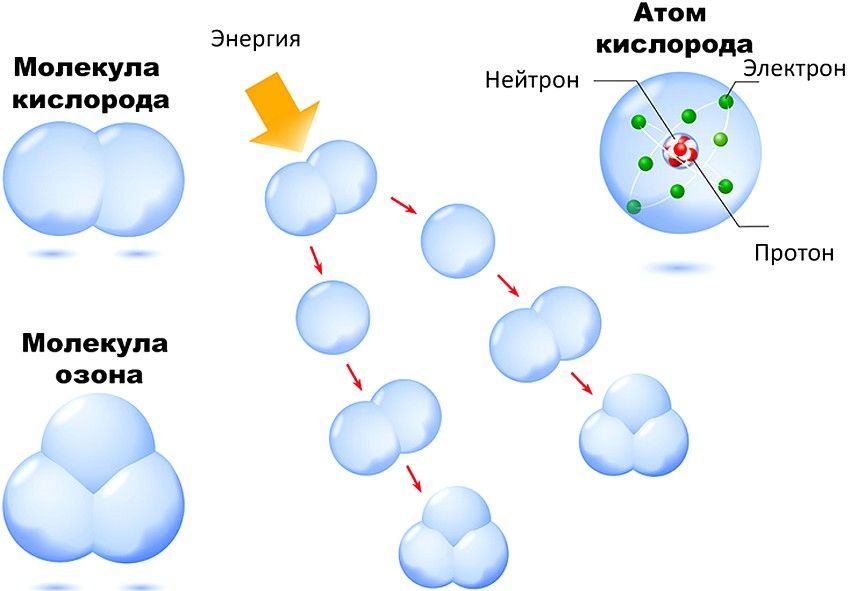 Энергия
Молекула
кислорода
Атом
кислорода
Нейтрон
Электрон
Протон
Молекула
озона